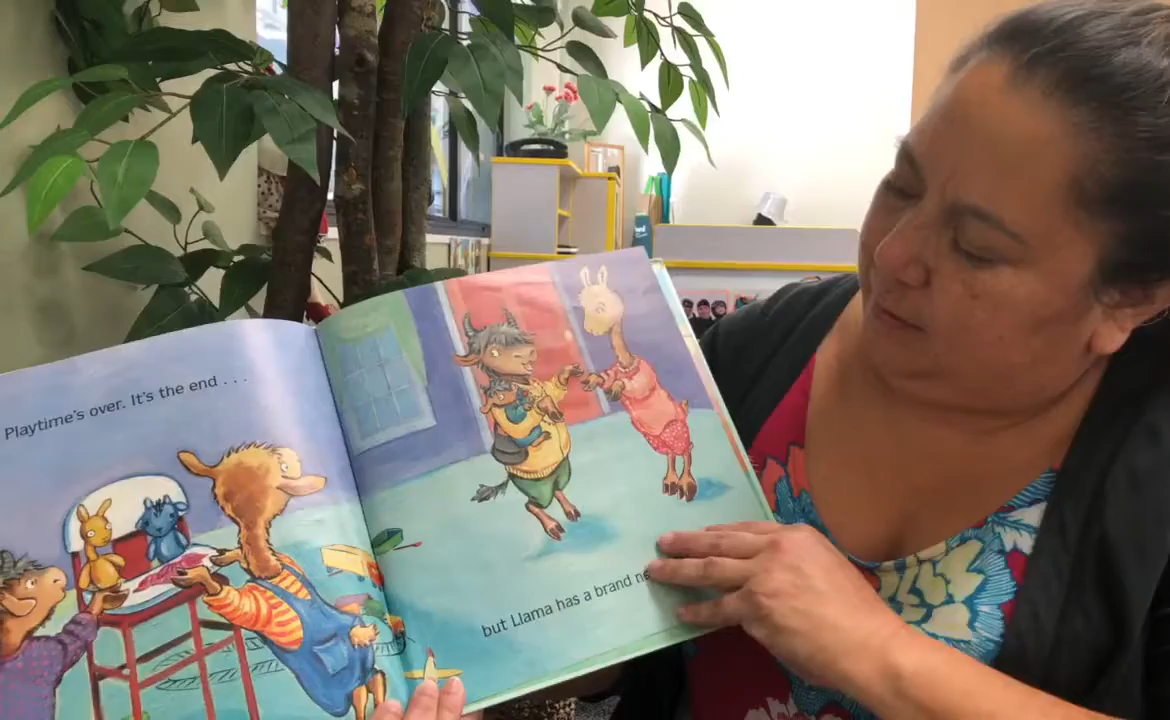 Playtime's over. It's the end . . .
but Llama has a brand